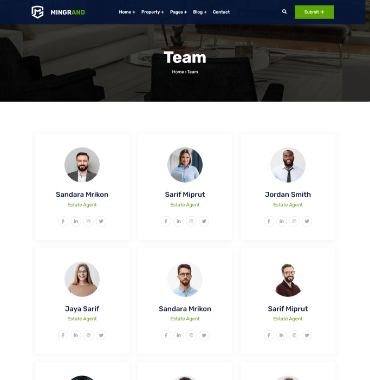 MINGRAND
Home + Property + Pages + Blog + Contact
Submit +
Team
Home › Team
Sandara Mrikon Sarif Miprut Jordan Smith
Estate Agent Estate Agent Estate Agent
Jaya Sarif Sandara Mrikon Sarif Miprut
Estate Agent Estate Agent Estate Agent